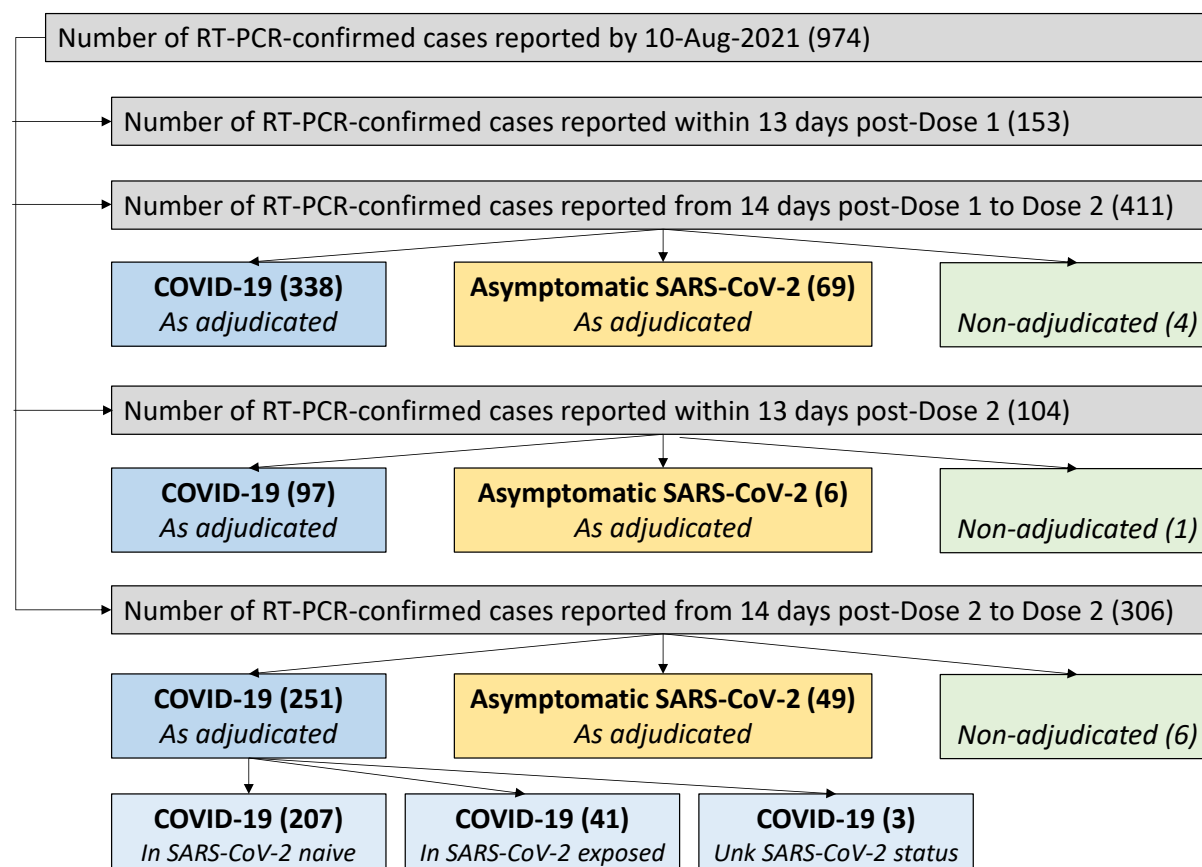 Number of RT-PCR-confirmed cases reported by 10-Aug-2021 (974)
Number of RT-PCR-confirmed cases reported within 13 days post-Dose 1 (153)
Number of RT-PCR-confirmed cases reported from 14 days post-Dose 1 to Dose 2 (411)
COVID-19 (338)
As adjudicated
Asymptomatic SARS-CoV-2 (69)
As adjudicated
Non-adjudicated (4)
Number of RT-PCR-confirmed cases reported within 13 days post-Dose 2 (104)
COVID-19 (97)
As adjudicated
Asymptomatic SARS-CoV-2 (6)
As adjudicated
Non-adjudicated (1)
Number of RT-PCR-confirmed cases reported from 14 days post-Dose 2 to Dose 2 (306)
COVID-19 (251)
As adjudicated
Asymptomatic SARS-CoV-2 (49)
As adjudicated
Non-adjudicated (6)
COVID-19 (207)
In SARS-CoV-2 naive
COVID-19 (41)
In SARS-CoV-2 exposed
COVID-19 (3)
Unk SARS-CoV-2 status